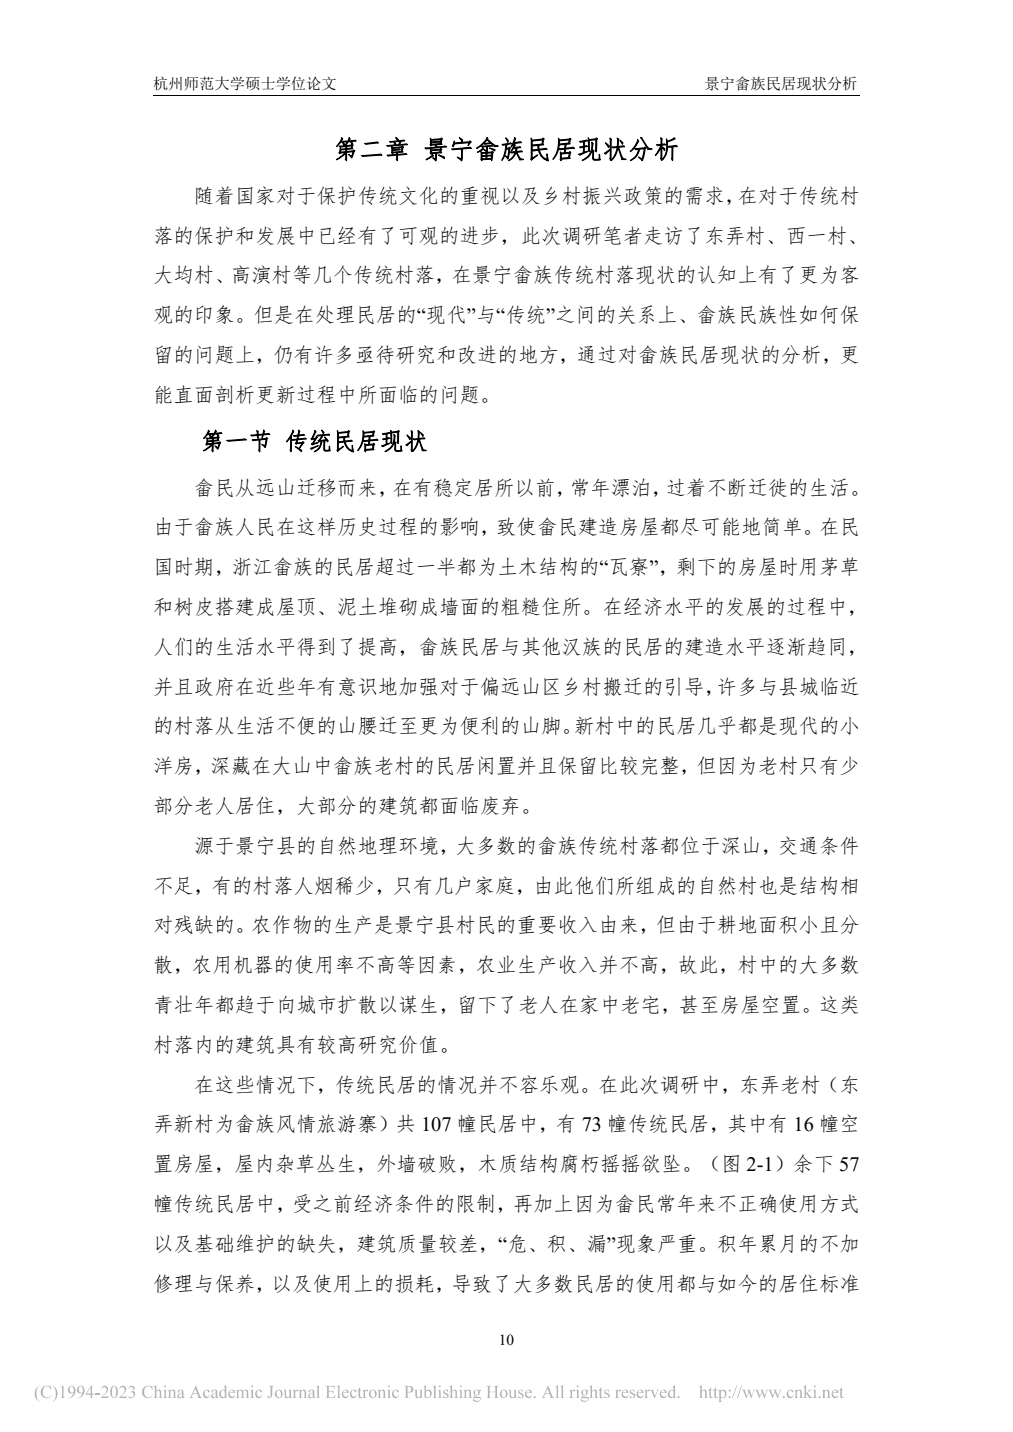 杭州师范大学硕士学位论文 景宁畲族民居现状分析
第二章 景宁畲族民居现状分析
随着国家对于保护传统文化的重视以及乡村振兴政策的需求，在对于传统村
落的保护和发展中已经有了可观的进步，此次调研笔者走访了东弄村、西一村、
大均村、高演村等几个传统村落，在景宁畲族传统村落现状的认知上有了更为客
观的印象。但是在处理民居的“现代”与“传统”之间的关系上、畲族民族性如何保
留的问题上，仍有许多亟待研究和改进的地方，通过对畲族民居现状的分析，更
能直面剖析更新过程中所面临的问题。
第一节 传统民居现状
畲民从远山迁移而来，在有稳定居所以前，常年漂泊，过着不断迁徙的生活。
由于畲族人民在这样历史过程的影响，致使畲民建造房屋都尽可能地简单。在民
国时期，浙江畲族的民居超过一半都为土木结构的“瓦寮”，剩下的房屋时用茅草
和树皮搭建成屋顶、泥土堆砌成墙面的粗糙住所。在经济水平的发展的过程中，
人们的生活水平得到了提高，畲族民居与其他汉族的民居的建造水平逐渐趋同，
并且政府在近些年有意识地加强对于偏远山区乡村搬迁的引导，许多与县城临近
的村落从生活不便的山腰迁至更为便利的山脚。新村中的民居几乎都是现代的小
洋房，深藏在大山中畲族老村的民居闲置并且保留比较完整，但因为老村只有少
部分老人居住，大部分的建筑都面临废弃。
源于景宁县的自然地理环境，大多数的畲族传统村落都位于深山，交通条件
不足，有的村落人烟稀少，只有几户家庭，由此他们所组成的自然村也是结构相
对残缺的。农作物的生产是景宁县村民的重要收入由来，但由于耕地面积小且分
散，农用机器的使用率不高等因素，农业生产收入并不高，故此，村中的大多数
青壮年都趋于向城市扩散以谋生，留下了老人在家中老宅，甚至房屋空置。这类
村落内的建筑具有较高研究价值。
在这些情况下，传统民居的情况并不容乐观。在此次调研中，东弄老村（东
弄新村为畲族风情旅游寨）共 107 幢民居中，有 73 幢传统民居，其中有 16 幢空
置房屋，屋内杂草丛生，外墙破败，木质结构腐朽摇摇欲坠。（图 2-1）余下 57
幢传统民居中，受之前经济条件的限制，再加上因为畲民常年来不正确使用方式
以及基础维护的缺失，建筑质量较差，“危、积、漏”现象严重。积年累月的不加
修理与保养，以及使用上的损耗，导致了大多数民居的使用都与如今的居住标准
10
(C)1994-2023 China Academic Journal Electronic Publishing House. All rights reserved. http://www.cnki.net